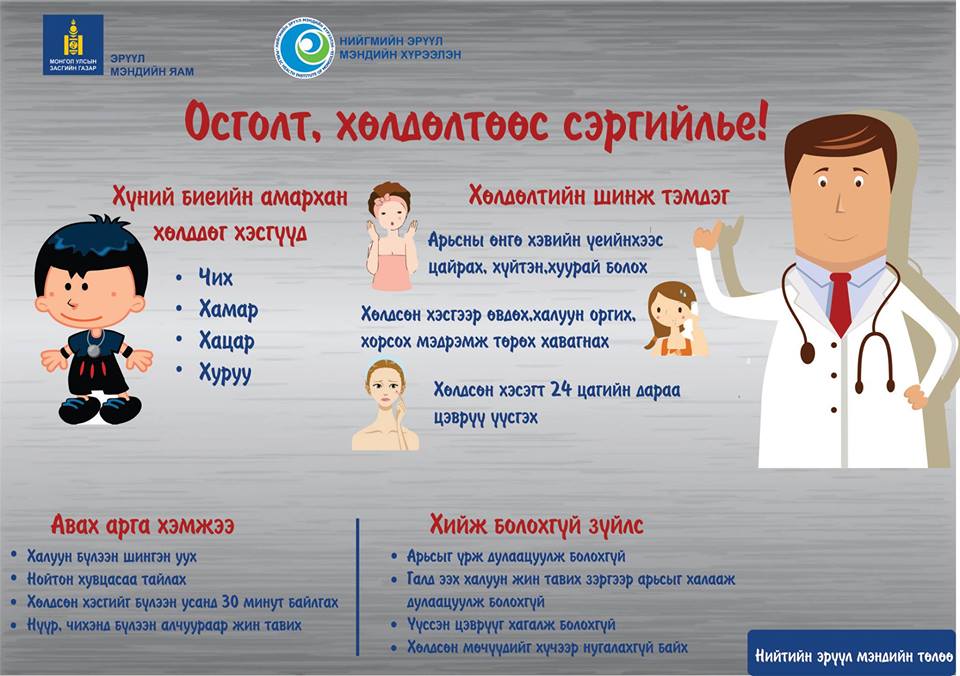 МОНГОЛ УЛСЫН
ЗАСГИЙН ГАЗАР
ЭРҮҮЛ
МЭНДИЙН ЯАМ
НИЙГМИЙН ЭРҮҮЛ
МЭНДИЙН ХҮРЭЭЛЭН
Осголт, хөлдөлтөөс сэргийлье!
Хүний биеийн амархан
хөлддөг хэсгүүд
• Чих
• Хамар
• Хацар
• Хуруу
Хөлдөлтийн шинж тэмдэг
Арьсны өнгө хэвийн үеийнхээс
цайрах, хүйтэн,хуурай болох
Хөлдсөн хэсгээр өвдөх,халуун оргих,
хорсох мэдрэмж төрөх хавагнах
Хөлдсөн хэсэгт 24 цагийн дараа
цэврүү үүсгэх
Авах арга хэмжээ
• Халуун бүлээн шингэн уух
• Нойтон хувцасаа тайлах
• Хөлдсөн хэсгийг бүлээн усанд 30 минут байлгах
• Нүүр, чихэнд бүлээн алчуураар жин тавих
Хийж болохгүй зүйлс
• Арьсыг үрж дулаацуулж болохгүй
• Галд ээх халуун жин тавих зэргээр арьсыг халааж
дулаацуулж болохгүй
• Үүссэн цэврүүг хагалж болохгүй
• Хөлдсөн мөчүүдийг хүчээр нугалахгүй байх
Нийтийн эрүүл мэндийн төлөө